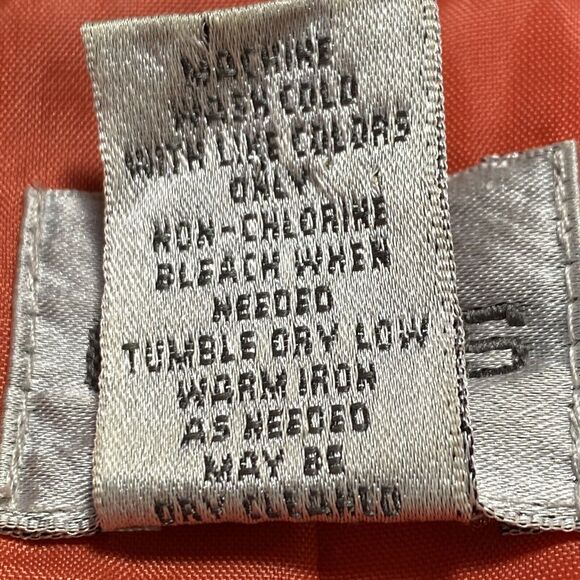 MACHINE
WASH COLD
WITH LIKE COLORS
ONLY
NON-CHLORINE
BLEACH WHEN
NEEDED
TUMBLE DRY LOW
WARM IRON
AS NEEDED
MAY BE
DRY CLEANED
S